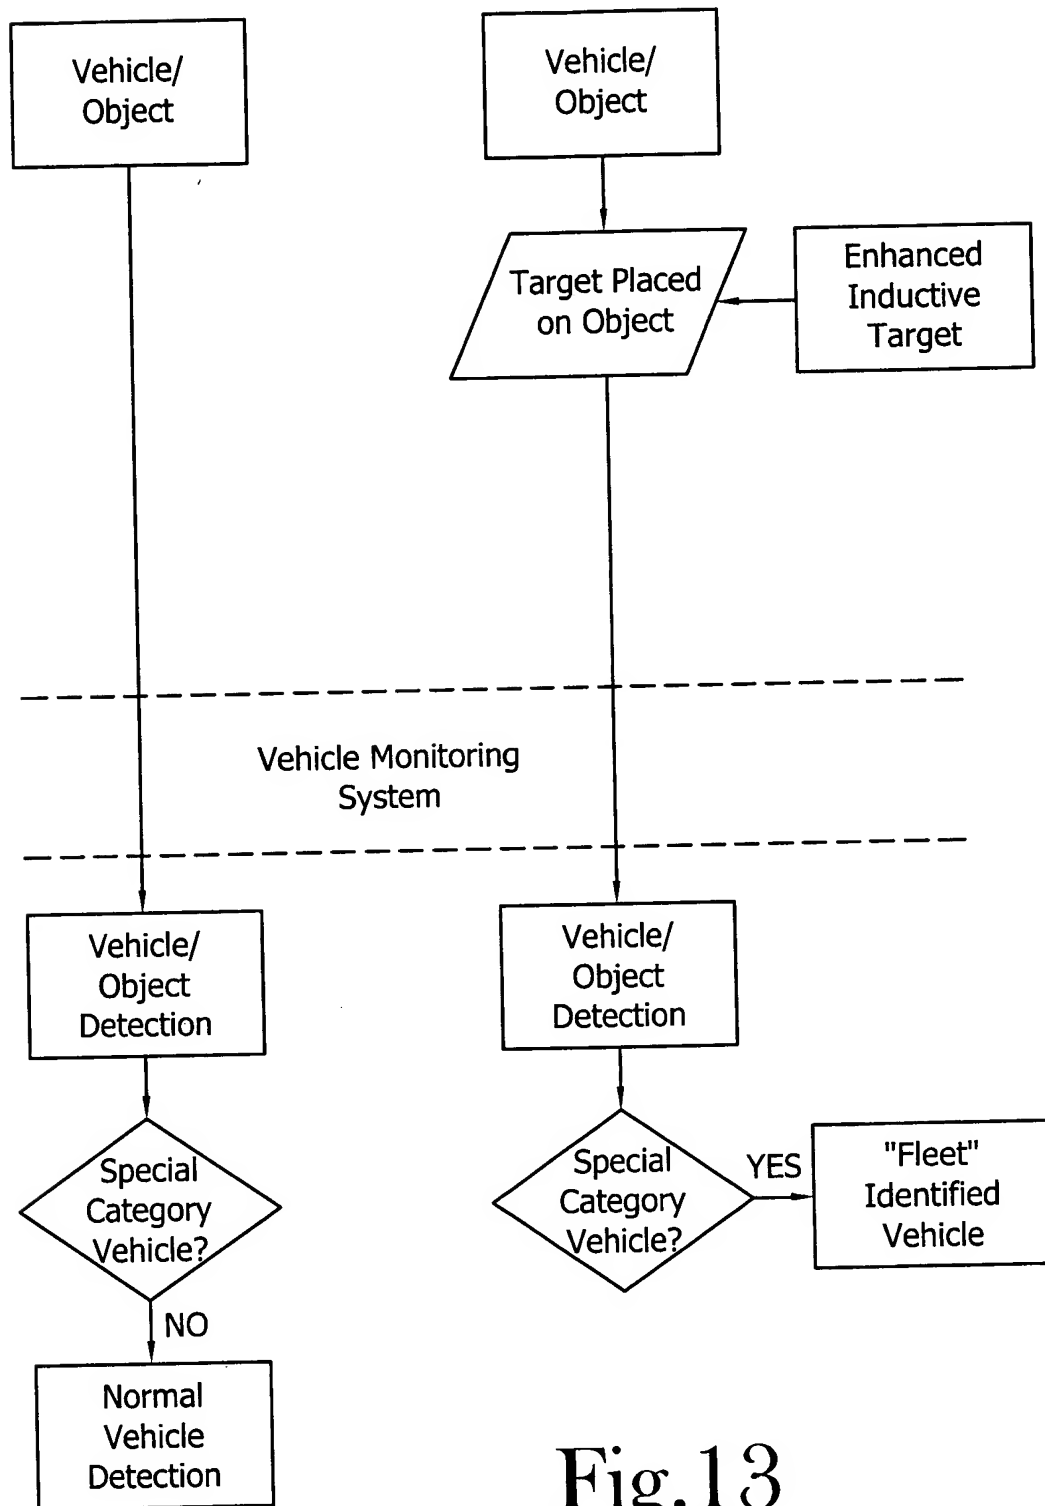 Vehicle/
Object
Vehicle/
Object
Target Placed
on Object
Enhanced
Inductive
Target
Vehicle Monitoring
System
Vehicle/
Object
Detection
Vehicle/
Object
Detection
Special
Category
Vehicle?
Special
Category
Vehicle?
YES
"Fleet"
Identified
Vehicle
NO
Normal
Vehicle
Detection
Fig.13